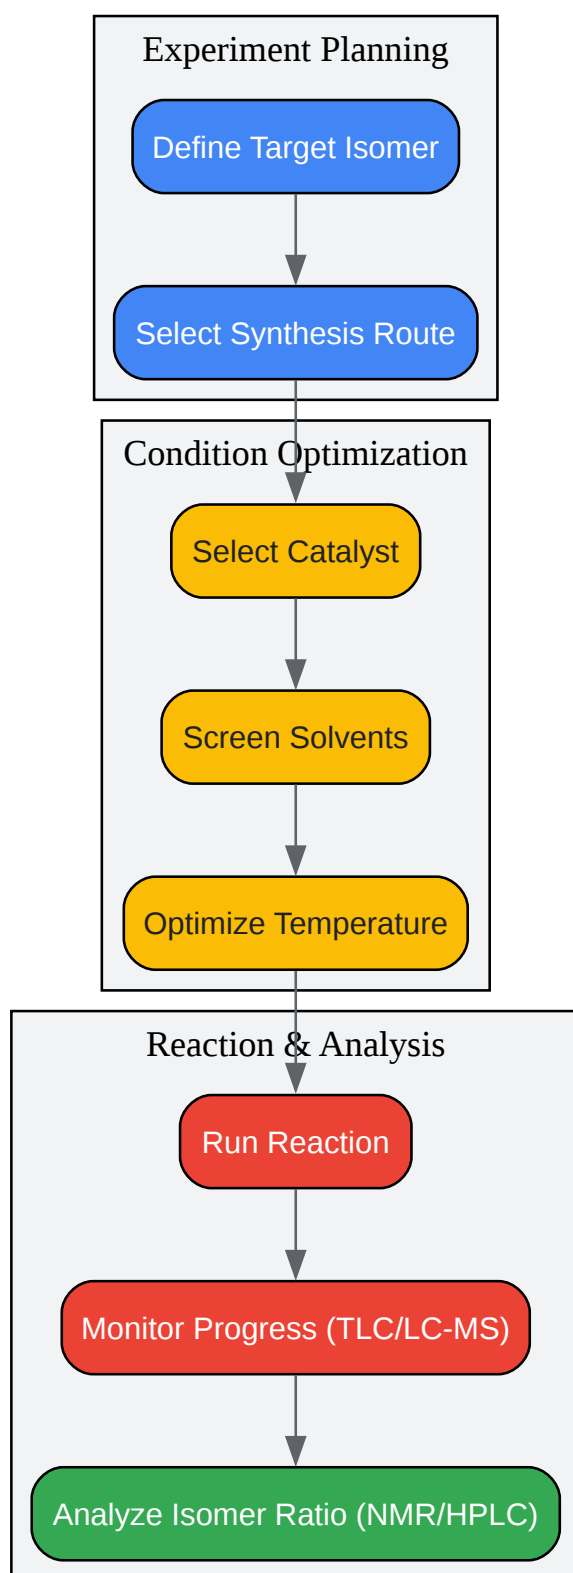 Experiment Planning
Define Target Isomer
Select Synthesis Route
Condition Optimization
Select Catalyst
Screen Solvents
Optimize Temperature
Reaction & Analysis
Run Reaction
Monitor Progress (TLC/LC-MS)
Analyze Isomer Ratio (NMR/HPLC)